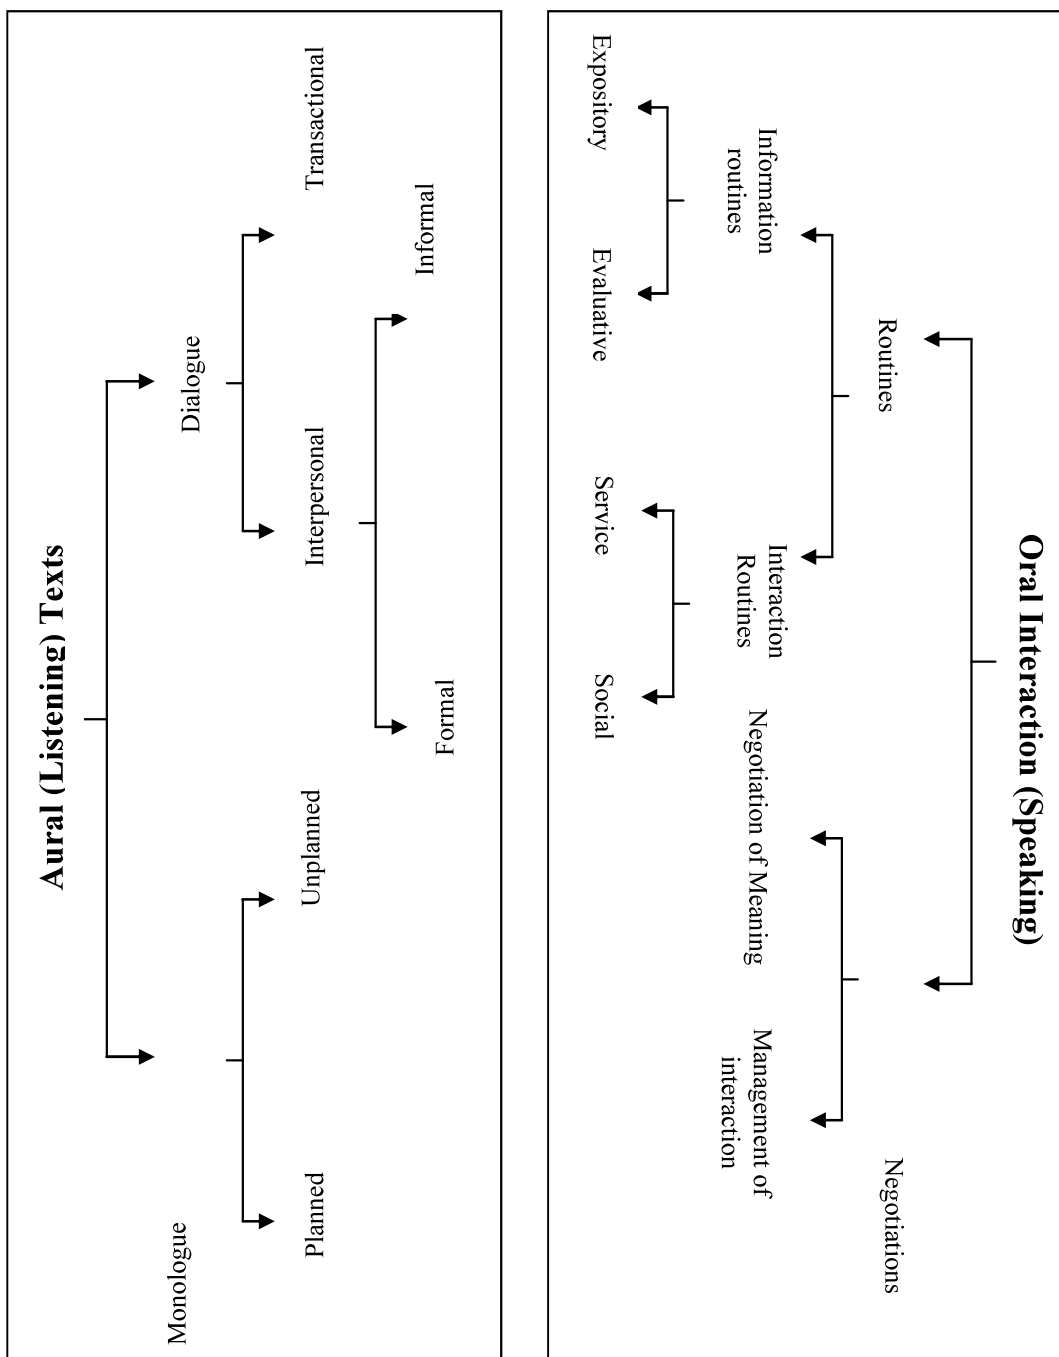 Aural (Listening) Texts
Dialogue
Monologue
Transactional
Interpersonal
Unplanned
Planned
Informal
Formal
Oral Interaction (Speaking)
Routines
Negotiations
Information
routines
Interaction
Routines
Negotiation of Meaning
Management of
interaction
Expository
Evaluative
Service
Social